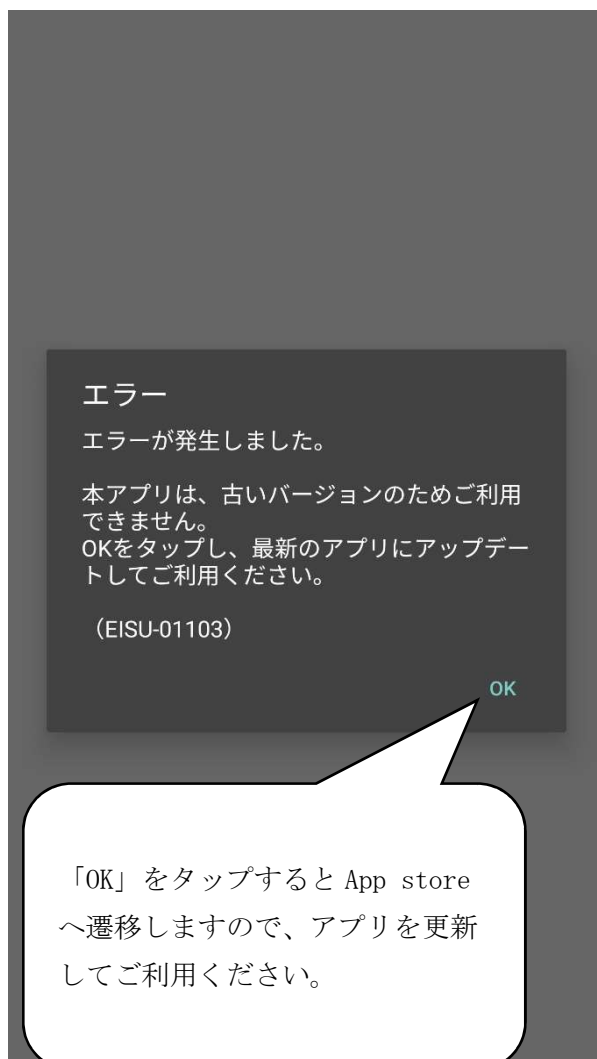 エラー
エラーが発生しました。
本アプリは、古いバージョンのためご利用
できません。
OKをタップし、最新のアプリにアップデー
トしてご利用ください。
（EISU-01103）
OK
「OK」をタップすると App store
へ遷移しますので、アプリを更新
してご利用ください。